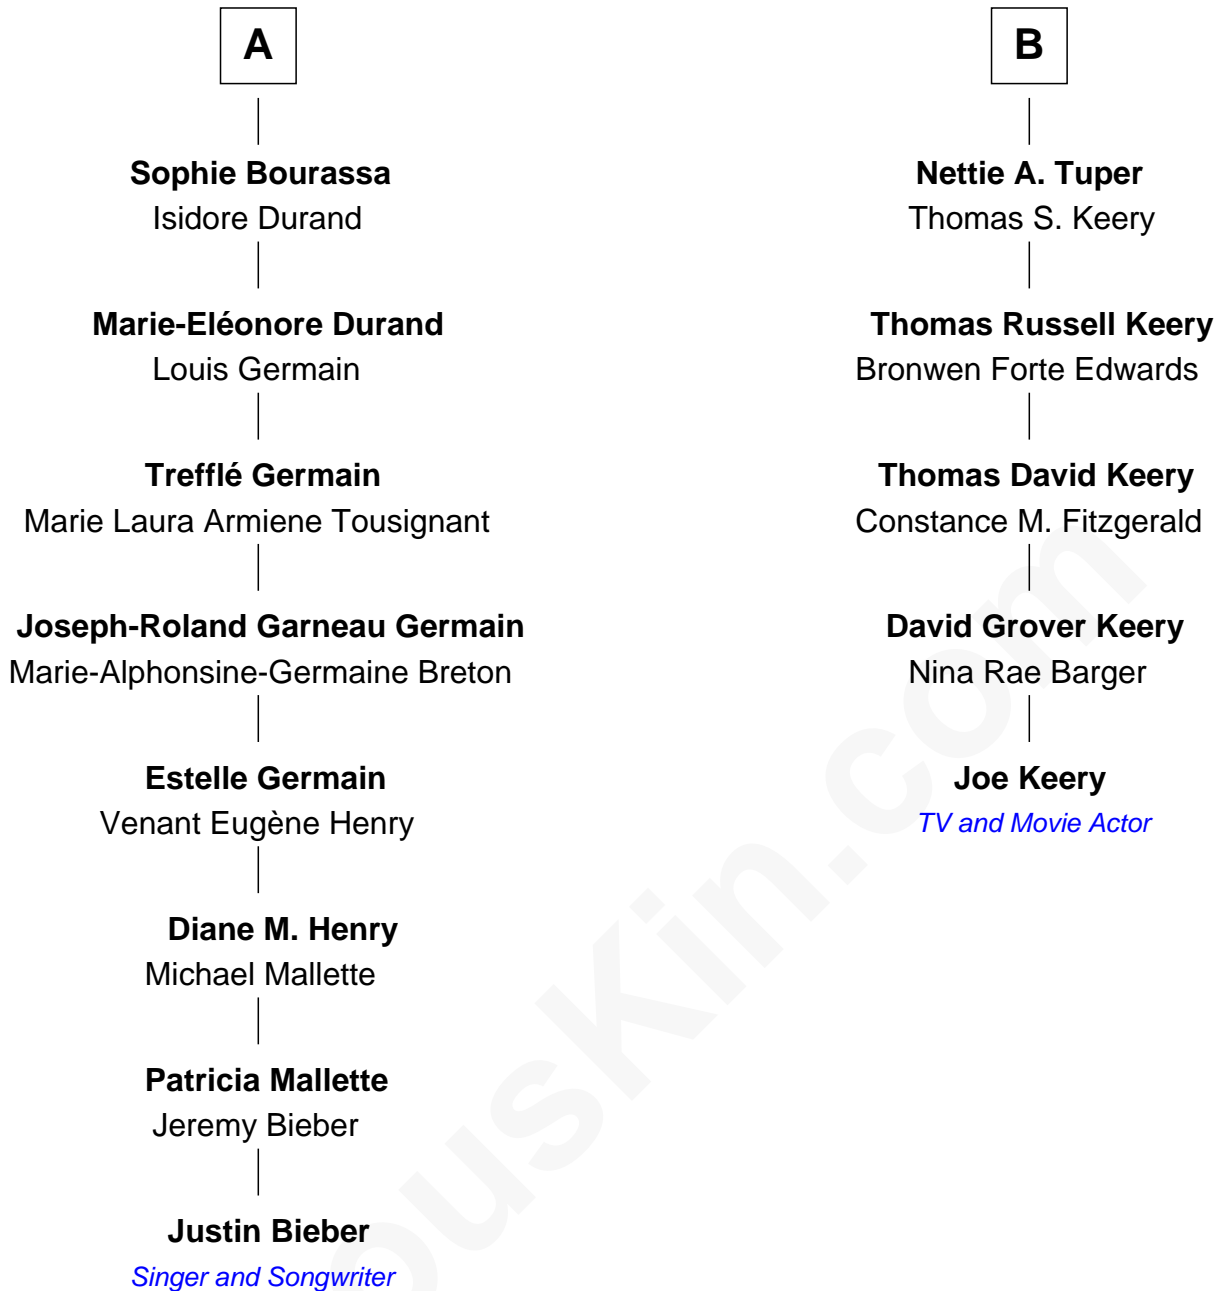 A
Sophie Bourassa
Isidore Durand
Marie-Eléonore Durand
Louis Germain
Trefflé Germain
Marie Laura Armiene Tousignant
Joseph-Roland Garneau Germain
Marie-Alphonsine-Germaine Breton
Estelle Germain
Venant Eugène Henry
Diane M. Henry
Michael Mallette
Patricia Mallette
Jeremy Bieber
Justin Bieber
Singer and Songwriter
B
Nettie A. Tuper
Thomas S. Keery
Thomas Russell Keery
Bronwen Forte Edwards
Thomas David Keery
Constance M. Fitzgerald
David Grover Keery
Nina Rae Barger
Joe Keery
TV and Movie Actor
ousKin.com